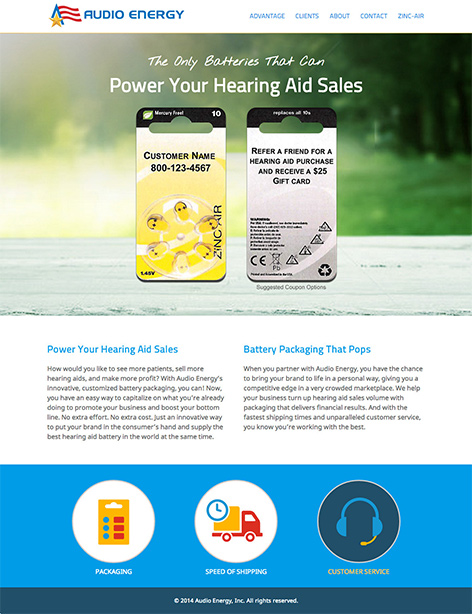 AUDIO ENERGY
ADVANTAGE CLIENTS ABOUT CONTACT ZINC-AIR
The Only Batteries That Can
Power Your Hearing Aid Sales
Mercury Free! 10
CUSTOMER NAME
800-123-4567
ZINC AIR
1.45V
replaces all 10s
REFER A FRIEND FOR A
HEARING AID PURCHASE
AND RECEIVE A $25
GIFT CARD
WARNING:
CE Pb
Suggested Coupon Options
Power Your Hearing Aid Sales
How would you like to see more patients, sell more
hearing aids, and make more profit? With Audio Energy's
innovative, customized battery packaging, you can! Now,
you have an easy way to capitalize on what you're already
doing to promote your business and boost your bottom
line. No extra effort. No extra cost. Just an innovative way
to put your brand in the consumer's hand and supply the
best hearing aid battery in the world at the same time.
Battery Packaging That Pops
When you partner with Audio Energy, you have the chance
to bring your brand to life in a personal way, giving you a
competitive edge in a very crowded marketplace. We help
your business turn up hearing aid sales volume with
packaging that delivers financial results. And with the
fastest shipping times and unparalleled customer service,
you know you're working with the best.
PACKAGING
SPEED OF SHIPPING
CUSTOMER SERVICE
© 2014 Audio Energy, Inc. All rights reserved.